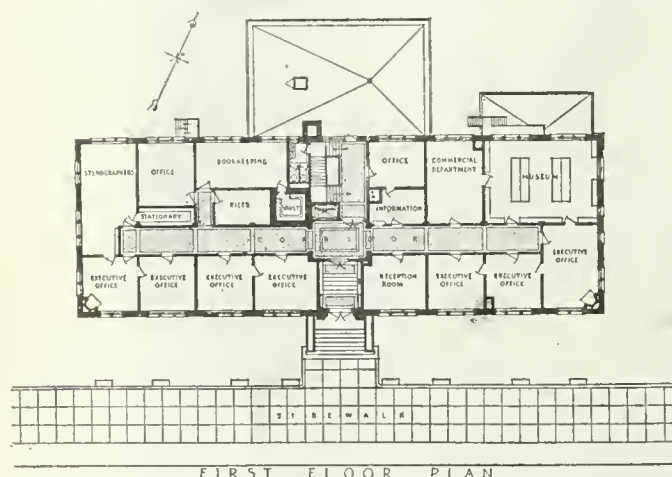 STENOGRAPHERS
OFFICE
BOOKKEEPING
OFFICE
COMMERCIAL
DEPARTMENT
MUSEUM
STATIONARY
FILES
VAULT
INFORMATION
CORRIDOR
EXECUTIVE
OFFICE
EXECUTIVE
OFFICE
EXECUTIVE
OFFICE
EXECUTIVE
OFFICE
EXECUTIVE
OFFICE
RECEPTION
ROOM
EXECUTIVE
OFFICE
EXECUTIVE
OFFICE
SIDEWALK
FIRST FLOOR PLAN